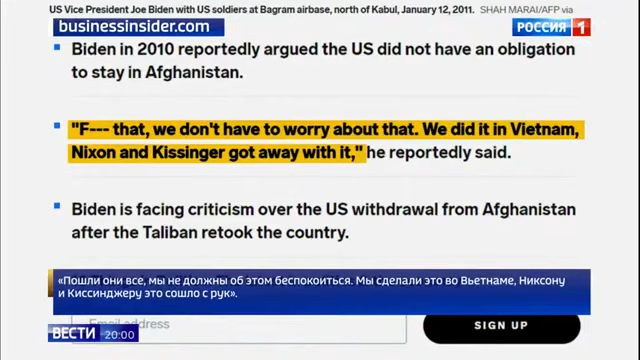 US Vice President Joe Biden with US soldiers at Bagram airbase, north of Kabul, January 12, 2011. SHAH MARAI/AFP via
businessinsider.com
РОССИЯ 1
Biden in 2010 reportedly argued the US did not have an obligation
to stay in Afghanistan.
"F--- that, we don't have to worry about that. We did it in Vietnam,
Nixon and Kissinger got away with it," he reportedly said.
Biden is facing criticism over the US withdrawal from Afghanistan
after the Taliban retook the country.
«Пошли они все, мы не должны об этом беспокоиться. Мы сделали это во Вьетнаме, Никсону
и Киссинджеру это сошло с рук».
Email address
SIGN UP
ВЕСТИ 20:00